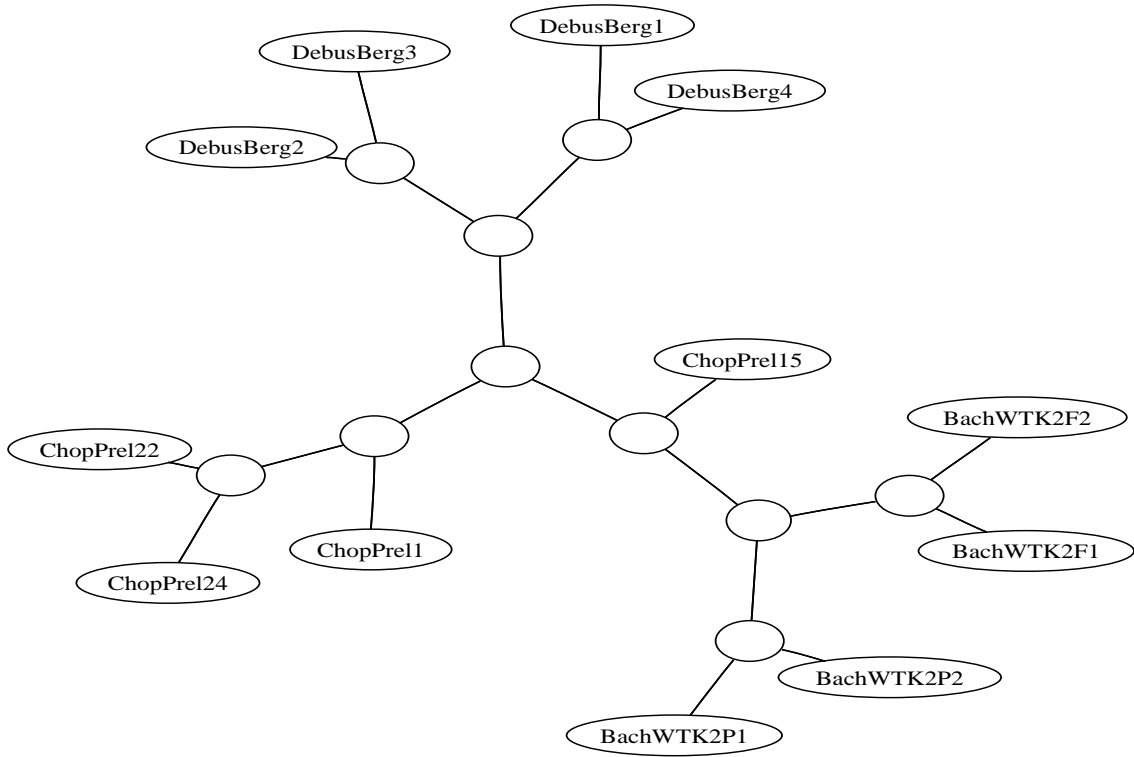 DebusBerg1
DebusBerg3
DebusBerg4
DebusBerg2
ChopPrel15
BachWTK2F2
ChopPrel22
ChopPrel1
BachWTK2F1
ChopPrel24
BachWTK2P2
BachWTK2P1